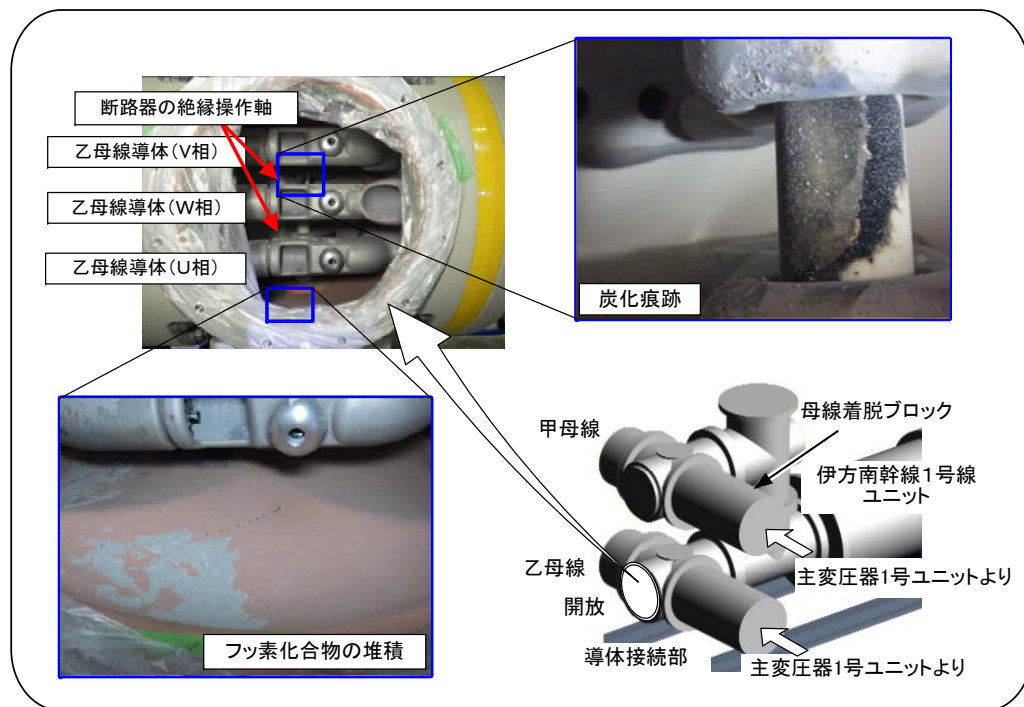 断路器の絶縁操作軸
乙母線導体(V相)
乙母線導体(W相)
乙母線導体(U相)
炭化痕跡
フッ素化合物の堆積
甲母線
母線着脱ブロック
伊方南幹線1号線
ユニット
主変圧器1号ユニットより
乙母線
開放
導体接続部
主変圧器1号ユニットより